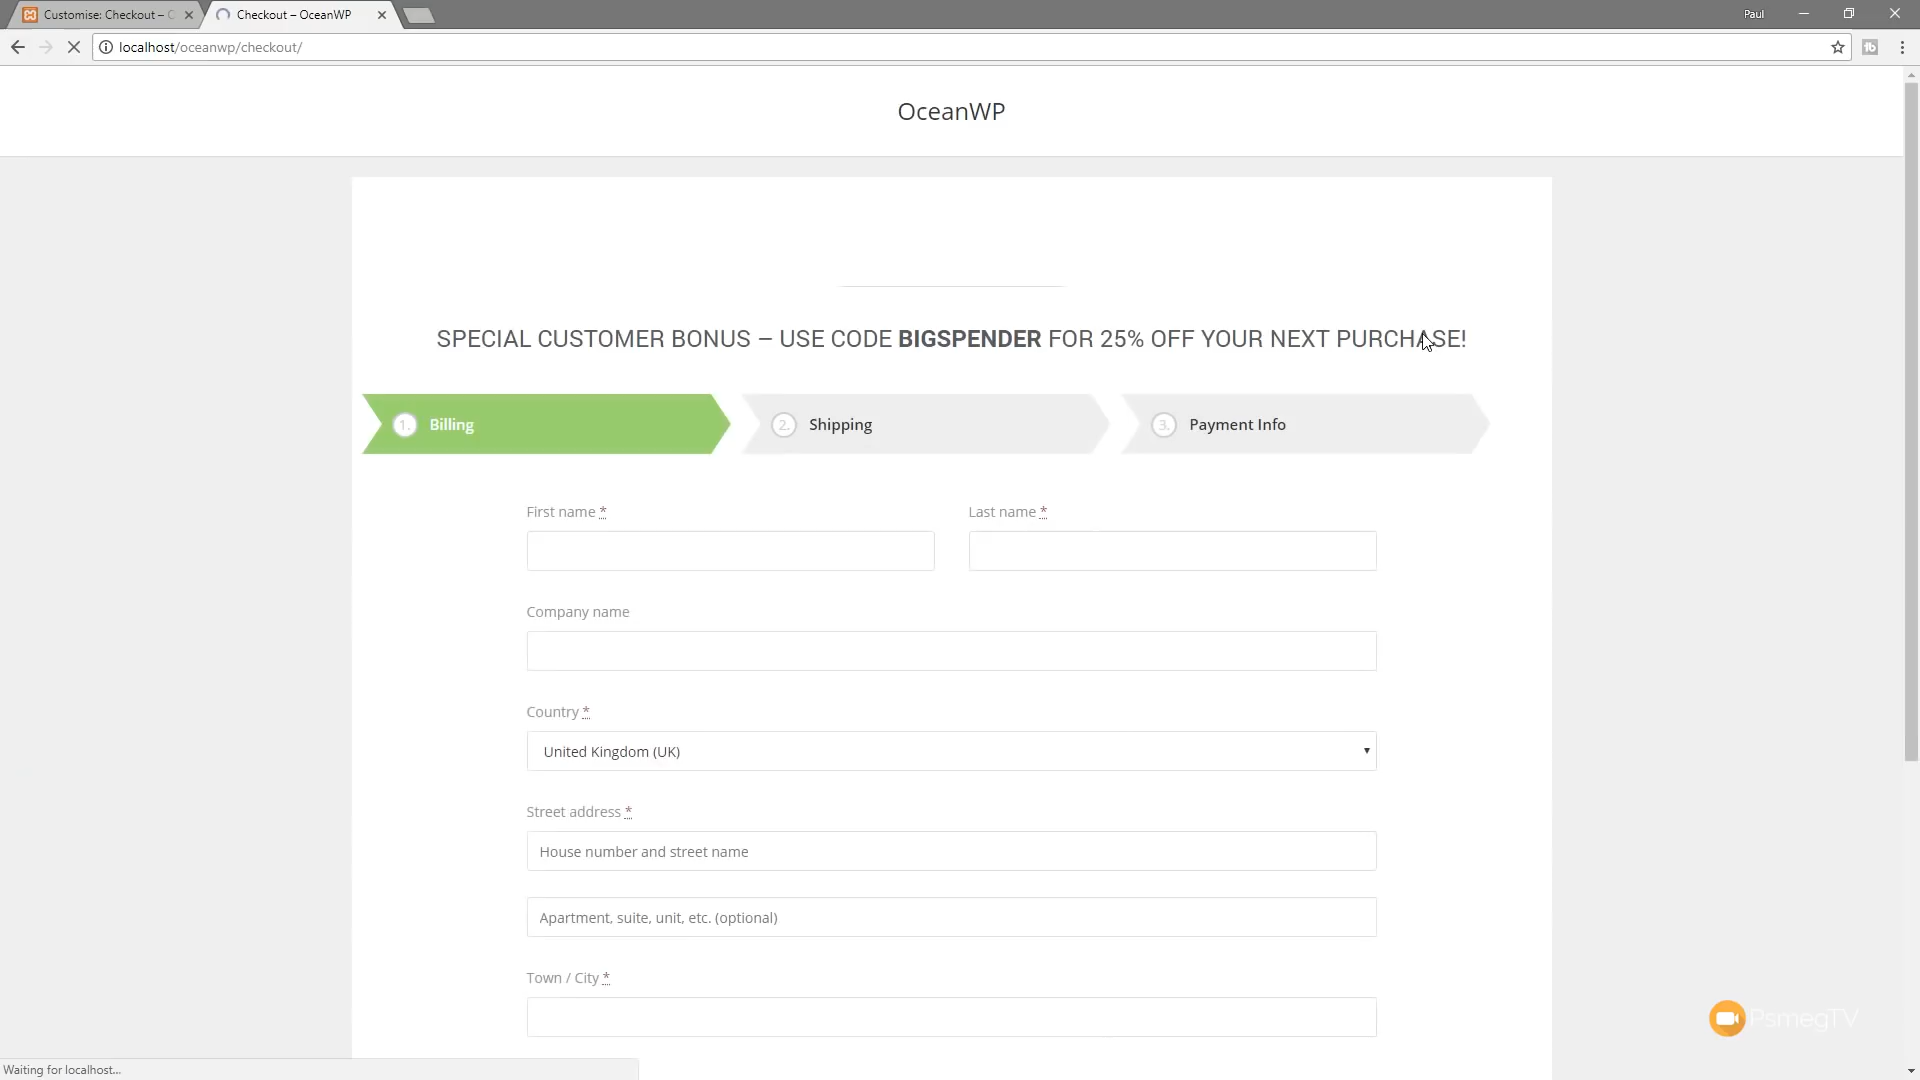 Customise: Checkout – O
Checkout – OceanWP
Paul
localhost/oceanwp/checkout/
OceanWP
SPECIAL CUSTOMER BONUS – USE CODE BIGSPENDER FOR 25% OFF YOUR NEXT PURCHASE!
1. Billing
2. Shipping
3. Payment Info
First name *
Last name *
Company name
Country *
United Kingdom (UK)
Street address *
House number and street name
Apartment, suite, unit, etc. (optional)
Town / City *
PsmegTV
Waiting for localhost...